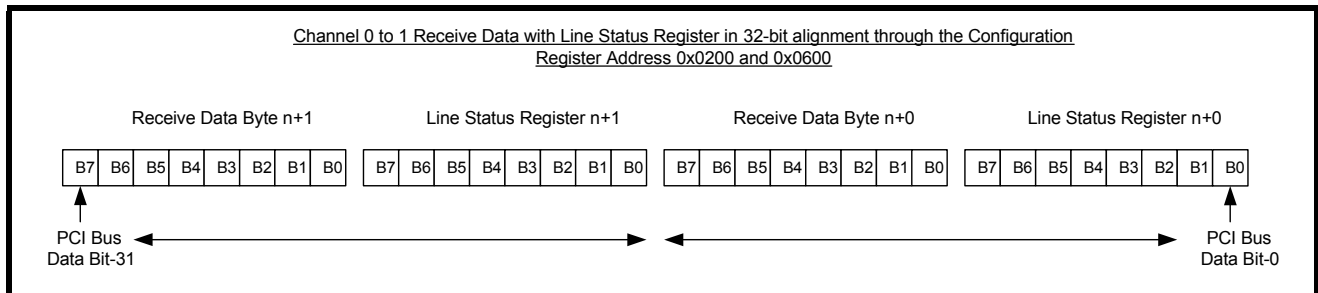 Channel 0 to 1 Receive Data with Line Status Register in 32-bit alignment through the Configuration
Register Address 0x0200 and 0x0600
Receive Data Byte n+1 Line Status Register n+1 Receive Data Byte n+0 Line Status Register n+0
B7 B6 B5 B4 B3 B2 B1 B0 B7 B6 B5 B4 B3 B2 B1 B0 B7 B6 B5 B4 B3 B2 B1 B0 B7 B6 B5 B4 B3 B2 B1 B0
PCI Bus PCI Bus
Data Bit-31 Data Bit-0